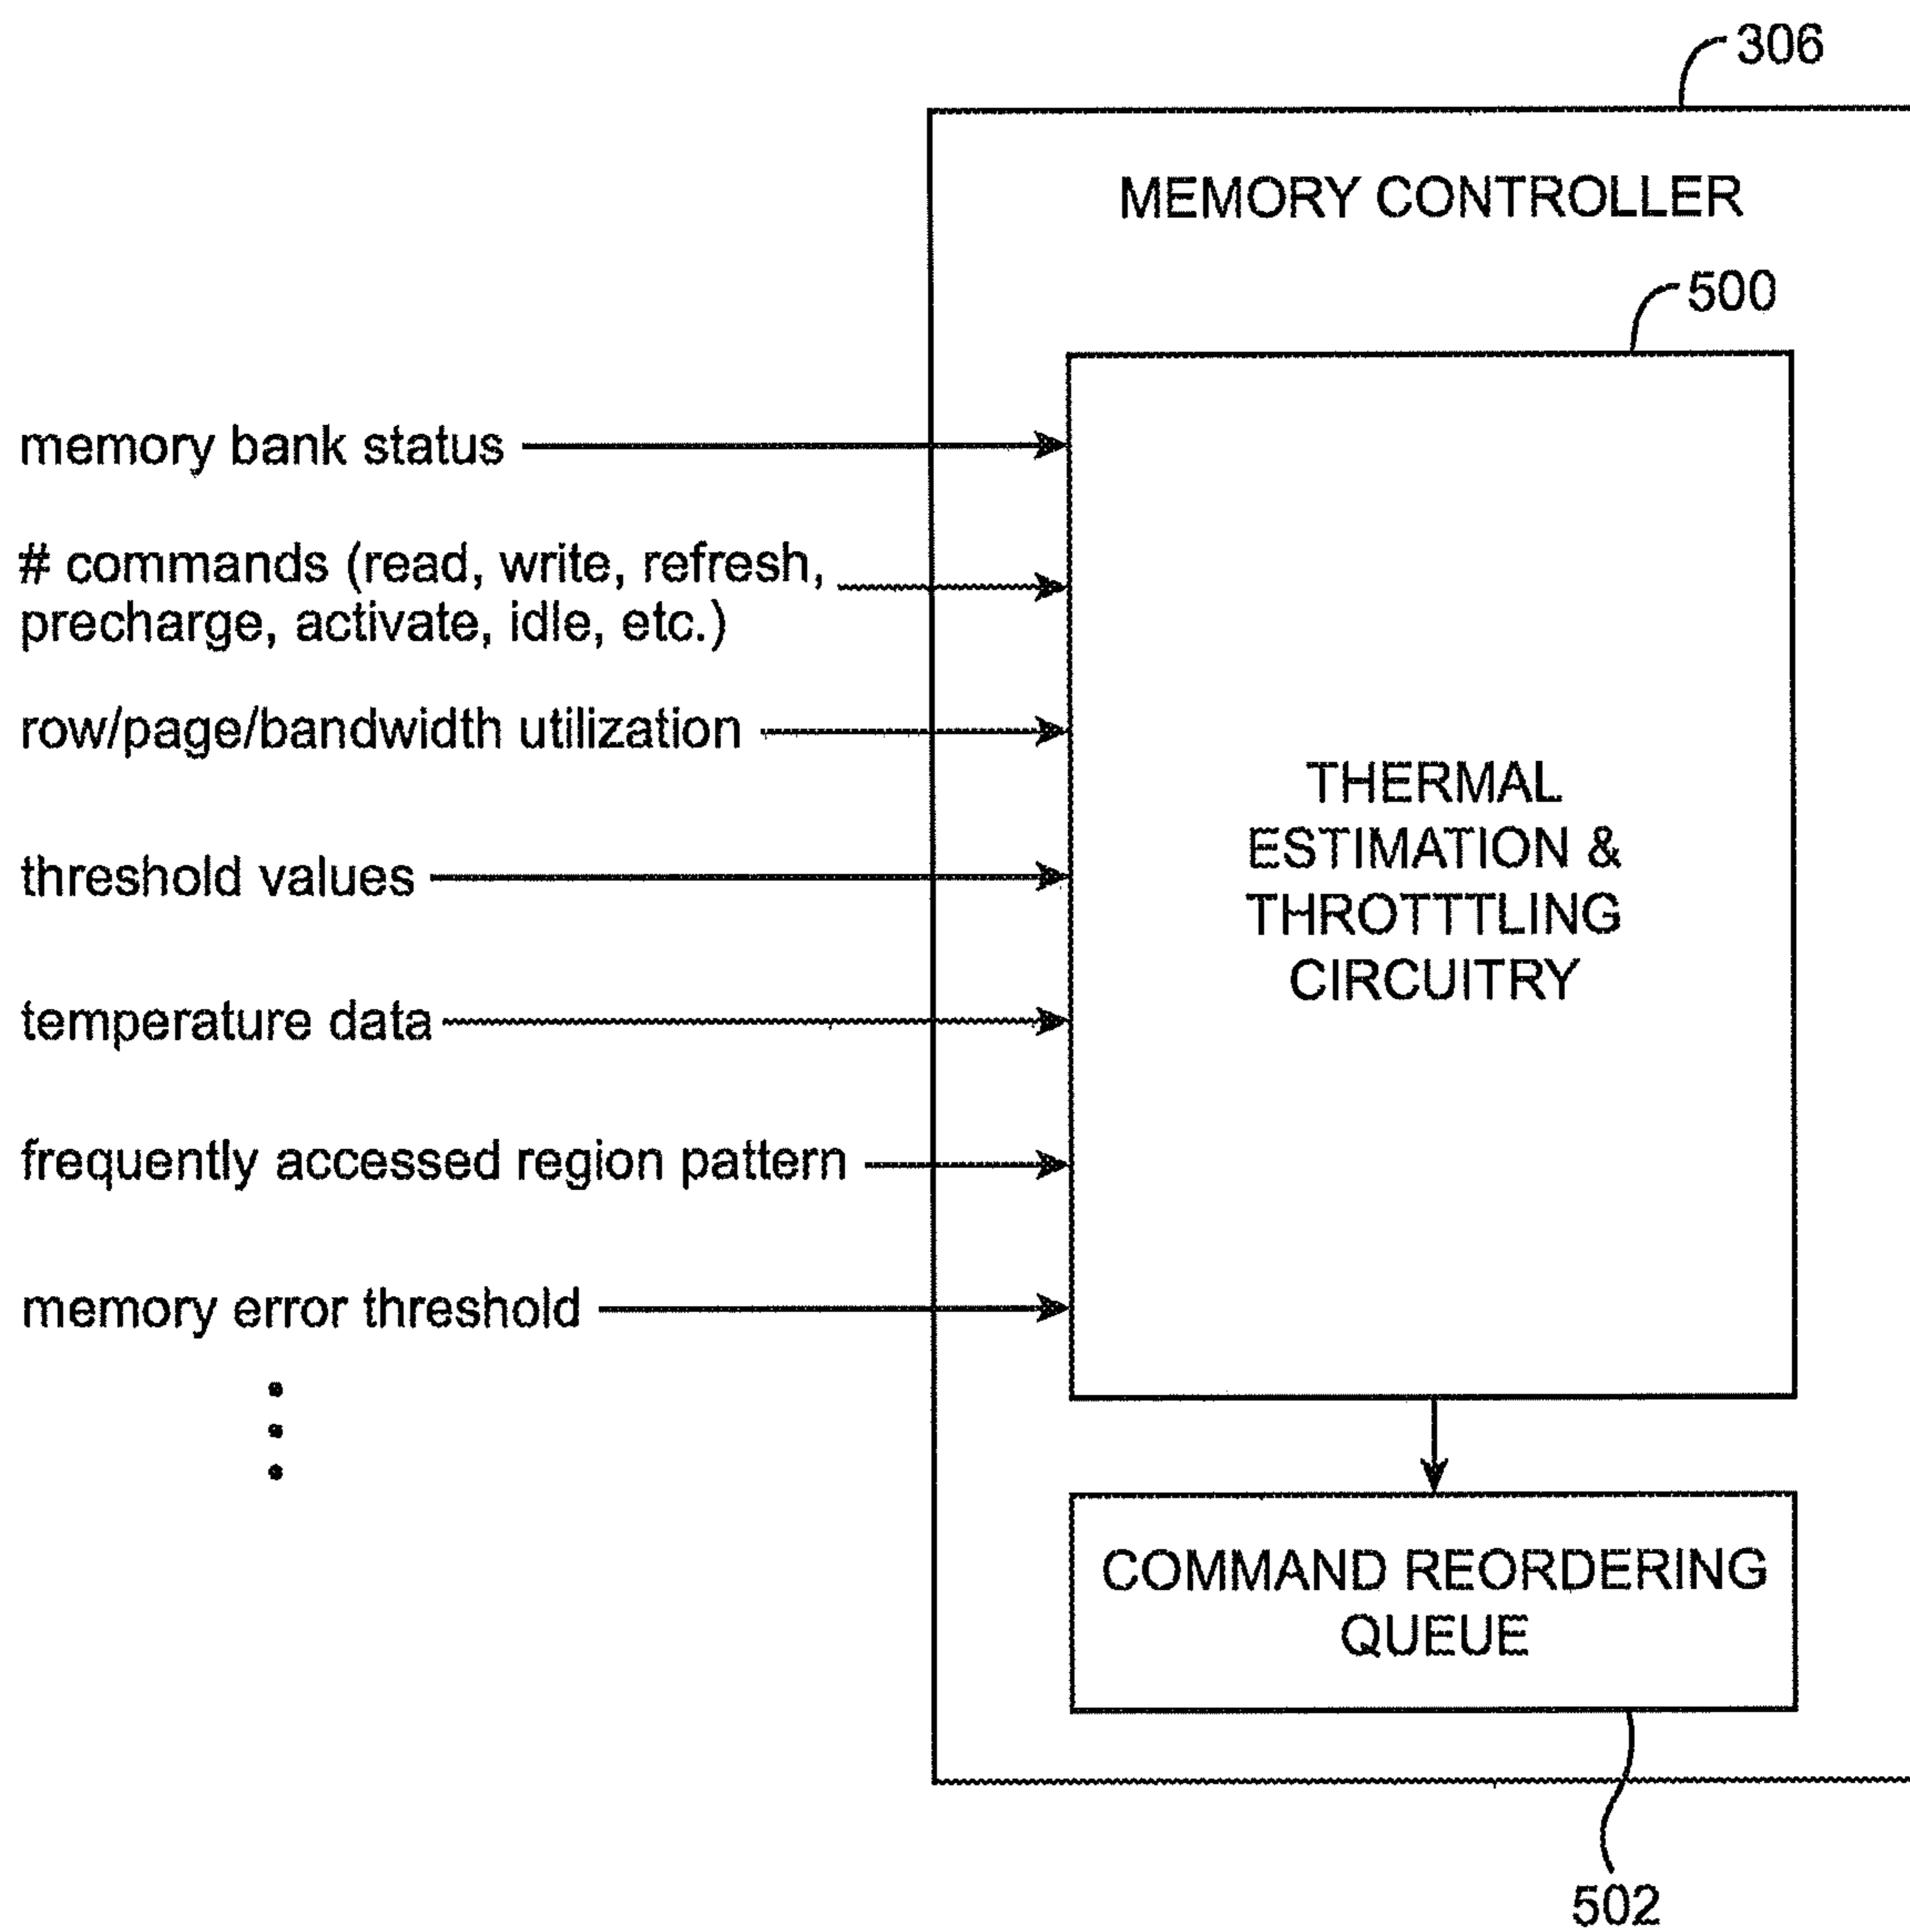 306
MEMORY CONTROLLER
500
memory bank status
# commands (read, write, refresh,
precharge, activate, idle, etc.)
row/page/bandwidth utilization
threshold values
temperature data
frequently accessed region pattern
memory error threshold
THERMAL
ESTIMATION &
THROTTTLING
CIRCUITRY
COMMAND REORDERING
QUEUE
502